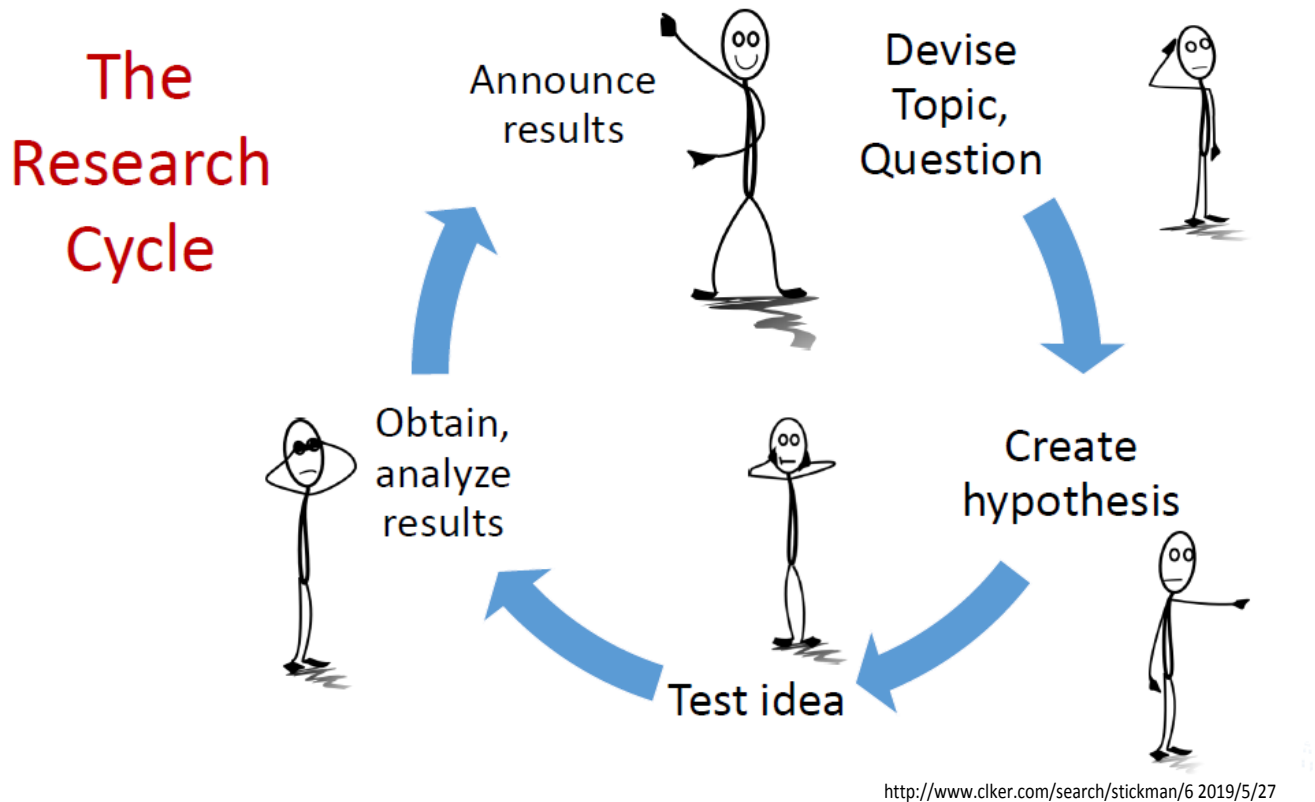 The
Research
Cycle
Announce
results
Devise
Topic,
Question
Create
hypothesis
Test idea
Obtain,
analyze
results
http://www.clker.com/search/stickman/6 2019/5/27